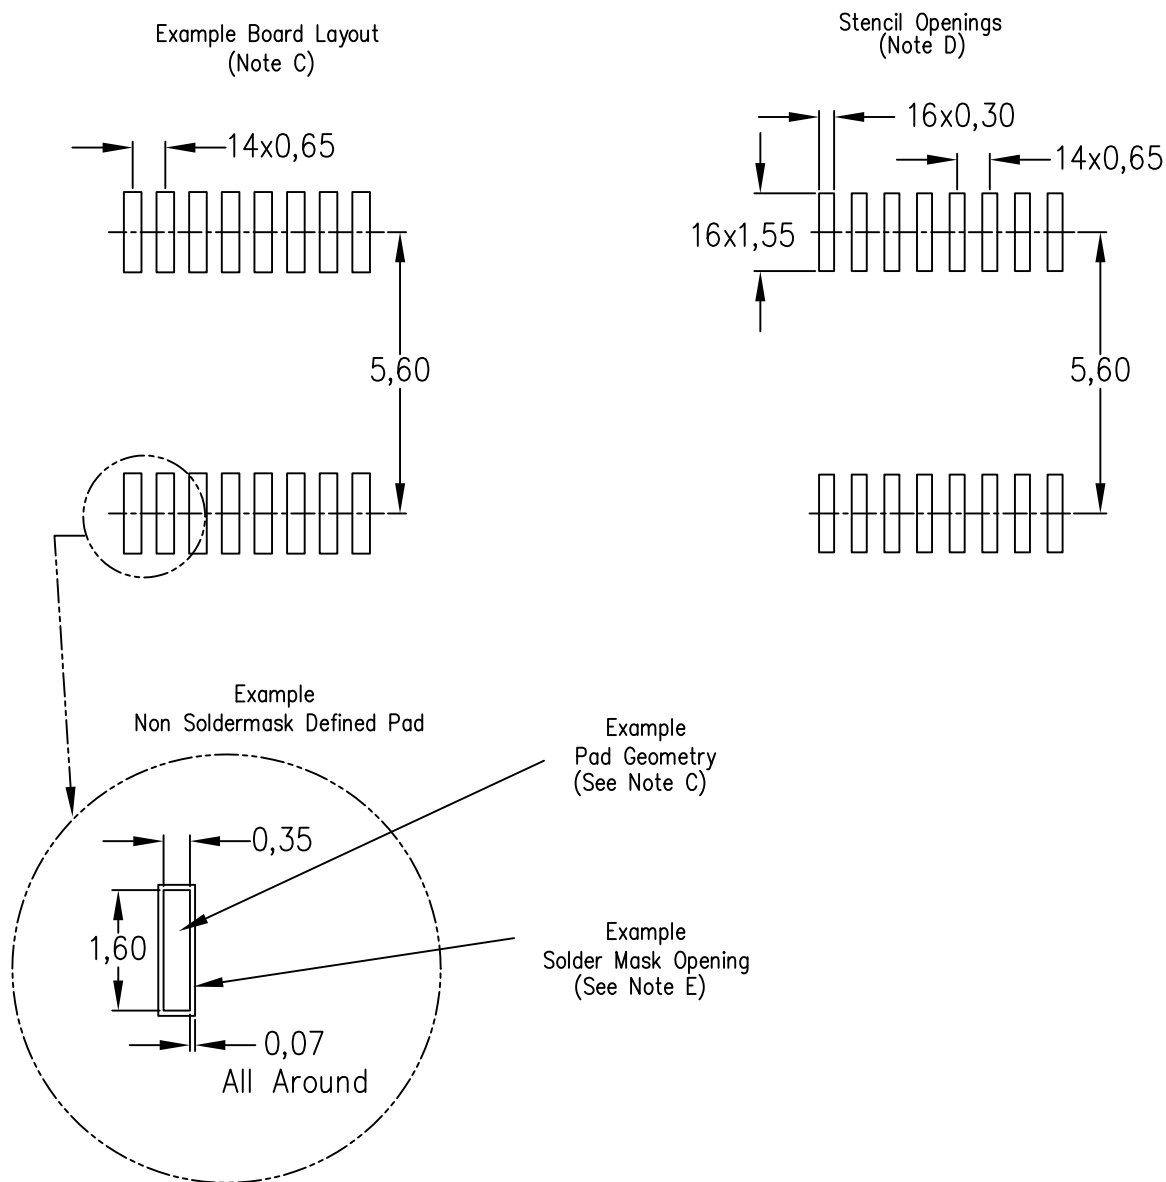 Example Board Layout
(Note C)
14x0,65
5,60
Stencil Openings
(Note D)
16x0,30
14x0,65
16x1,55
5,60
Example
Non Soldermask Defined Pad
Example
Pad Geometry
(See Note C)
0,35
1,60
Example
Solder Mask Opening
(See Note E)
0,07
All Around